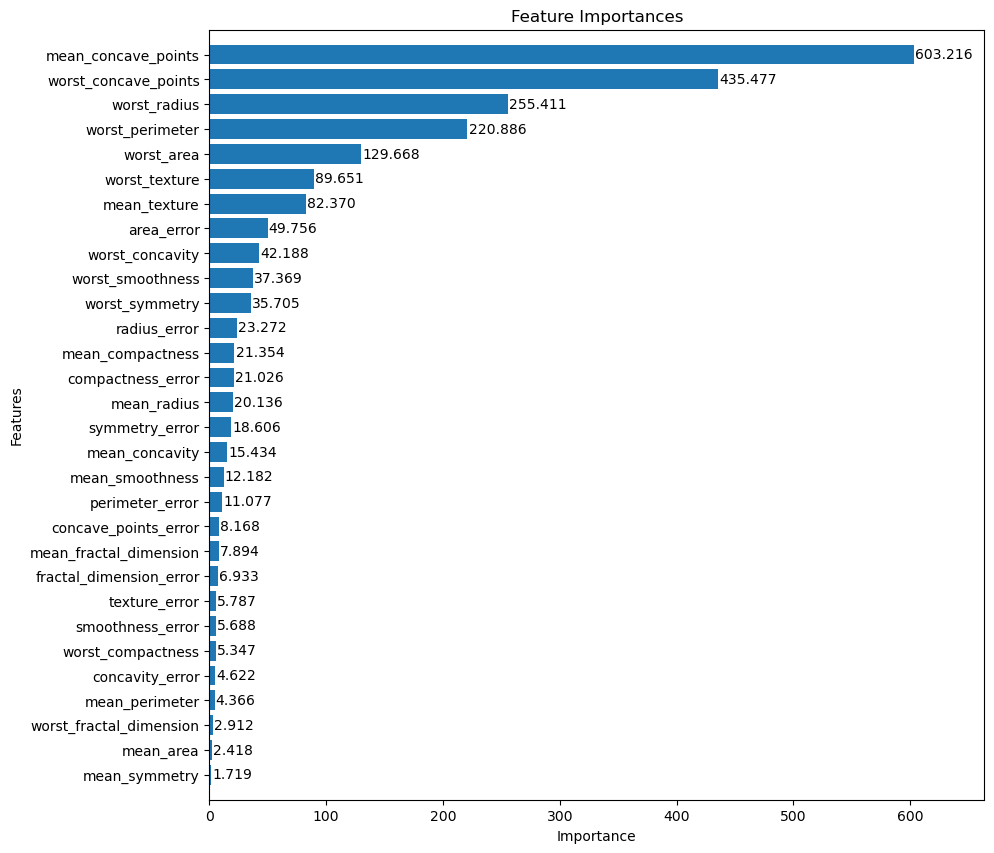 Feature Importances
mean_concave_points 603.216
worst_concave_points 435.477
worst_radius 255.411
worst_perimeter 220.886
worst_area 129.668
worst_texture 89.651
mean_texture 82.370
area_error 49.756
worst_concavity 42.188
worst_smoothness 37.369
worst_symmetry 35.705
radius_error 23.272
mean_compactness 21.354
compactness_error 21.026
mean_radius 20.136
symmetry_error 18.606
mean_concavity 15.434
mean_smoothness 12.182
perimeter_error 11.077
concave_points_error 8.168
mean_fractal_dimension 7.894
fractal_dimension_error 6.933
texture_error 5.787
smoothness_error 5.688
worst_compactness 5.347
concavity_error 4.622
mean_perimeter 4.366
worst_fractal_dimension 2.912
mean_area 2.418
mean_symmetry 1.719
Features
0 100 200 300 400 500 600
Importance